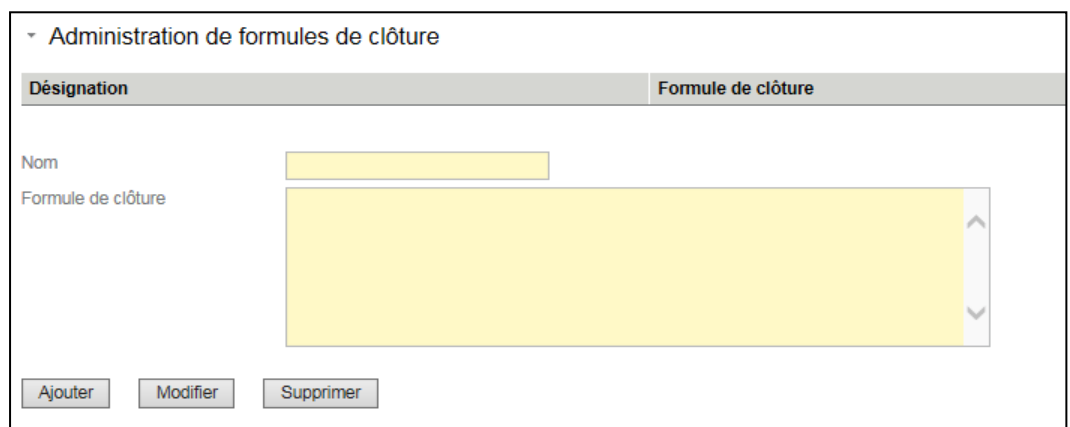 Administration de formules de clôture
Désignation Formule de clôture
Nom
Formule de clôture
Ajouter Modifier Supprimer